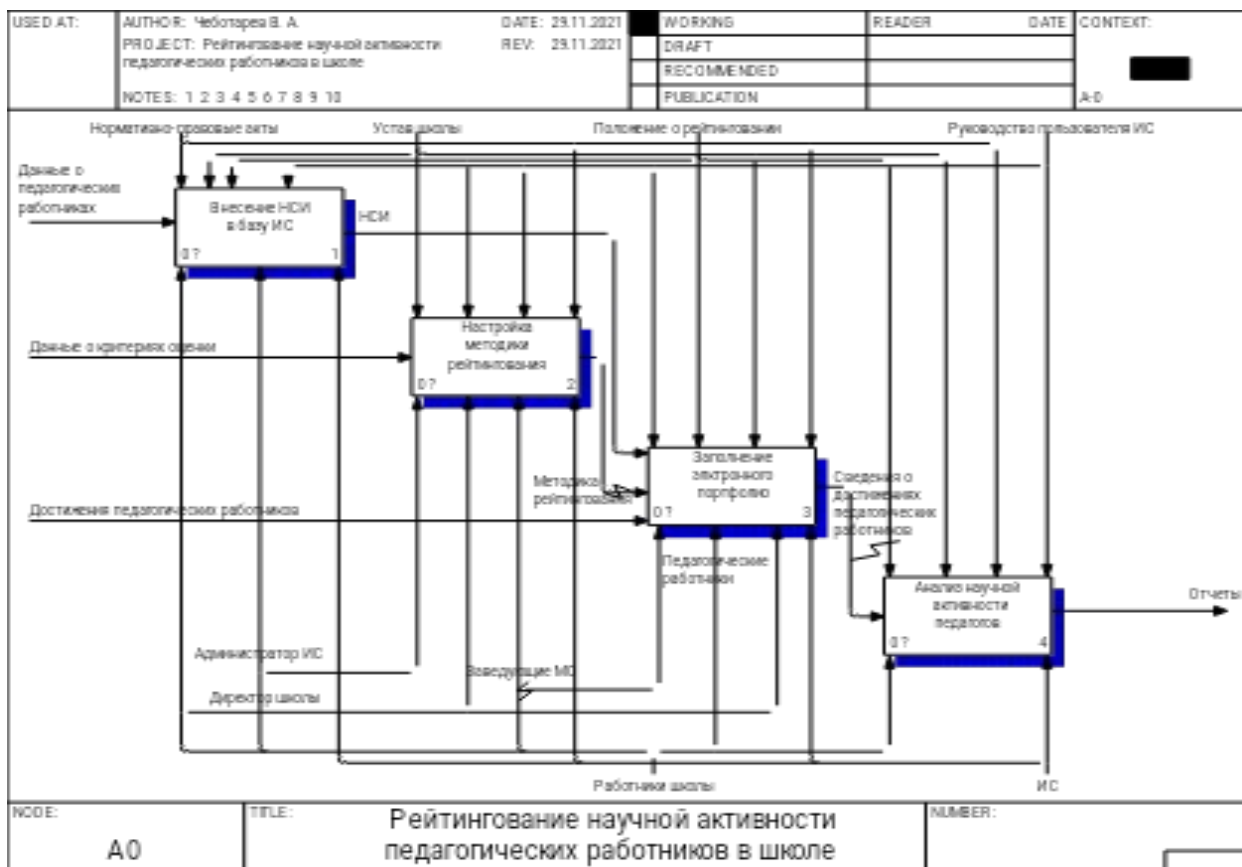 USED AT:
AUTHOR: Чеботарев В. А.
DATE: 29.11.2021
PROJECT: Рейтингование научной активности
педагогических работников в школе
REV: 29.11.2021
NOTES: 1 2 3 4 5 6 7 8 9 10
WORKING
DRAFT
RECOMMENDED
PUBLICATION
READER
DATE
CONTEXT:
A-0
Нормативно-правовые акты
Устав школы
Положение о рейтинговании
Руководство пользователя ИС
Данные о
педагогических
работниках
Внесение НСИ
в базу ИС
0 ?
1
НСИ
Данные о критериях оценки
Настройка
методики
рейтингования
0 ?
2
Методика
рейтингования
Достинения педагогических работников
Заполнение
элктронного
портфолио
0 ?
3
Сведения о
достижениях
педагогических
работников
Педагогические
работники
Анализ научной
активности
педагогов
0 ?
4
Отчеты
Администратор ИС
Заведующие МО
Директор школы
Работники школы
ИС
NODE:
A0
TITLE:
Рейтингование научной активности
педагогических работников в школе
NUMBER: